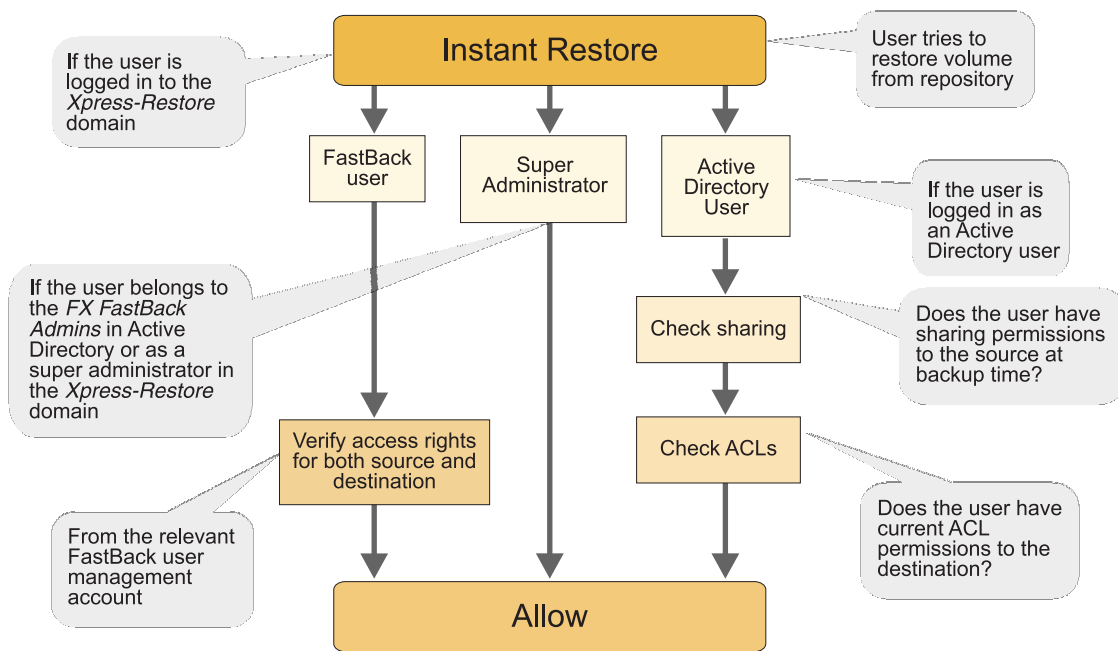 Instant Restore
If the user is
logged in to the
Xpress-Restore
domain
User tries to
restore volume
from repository
FastBack
user
Super
Administrator
Active
Directory
User
If the user is
logged in as
an Active
Directory user
If the user belongs to
the FX FastBack
Admins in Active
Directory or as a
super administrator in
the Xpress-Restore
domain
Check sharing
Does the user have
sharing permissions
to the source at
backup time?
Verify access rights
for both source and
destination
Check ACLs
From the relevant
FastBack user
management
account
Does the user have
current ACL
permissions to the
destination?
Allow